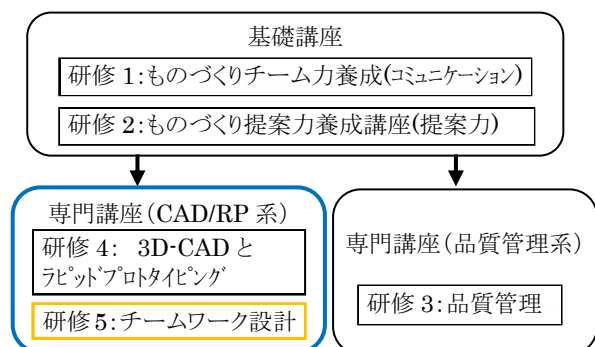 基礎講座
研修 1:ものづくりチーム力養成(ｺﾐｭﾆｹｰｼｮﾝ)
研修 2:ものづくり提案力養成講座(提案力)
専門講座(CAD/RP 系)
研修 4: 3D-CAD と
ﾗﾋﾟｯﾄﾞﾌﾟﾛﾄﾀｲﾋﾟﾝｸﾞ
研修 5:チームワーク設計
専門講座(品質管理系)
研修 3:品質管理